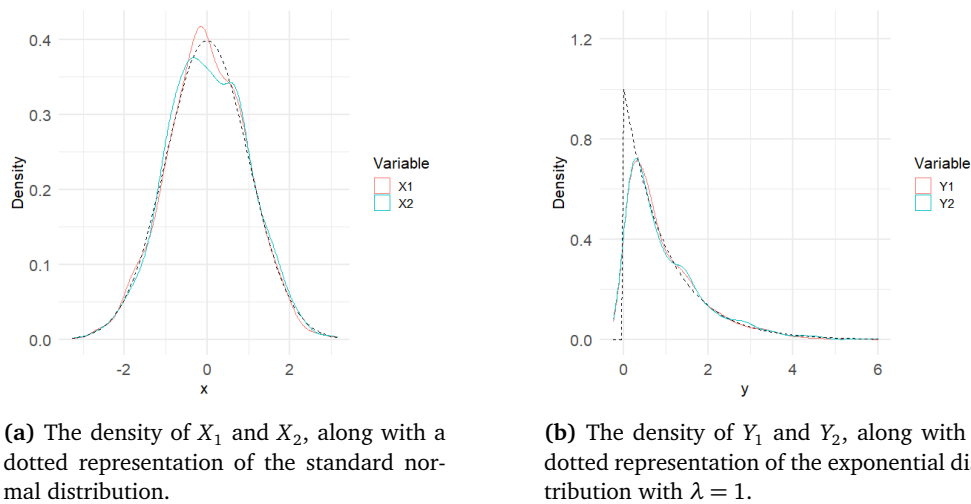 0.4
0.3
0.2
0.1
0.0
Density
-2 0 2
x
Variable
X1
X2
1.2
0.8
0.4
0.0
Density
0 2 4 6
y
Variable
Y1
Y2
(a) The density of X₁ and X₂, along with a
dotted representation of the standard nor-
mal distribution.
(b) The density of Y₁ and Y₂, along with
dotted representation of the exponential di
tribution with λ = 1.